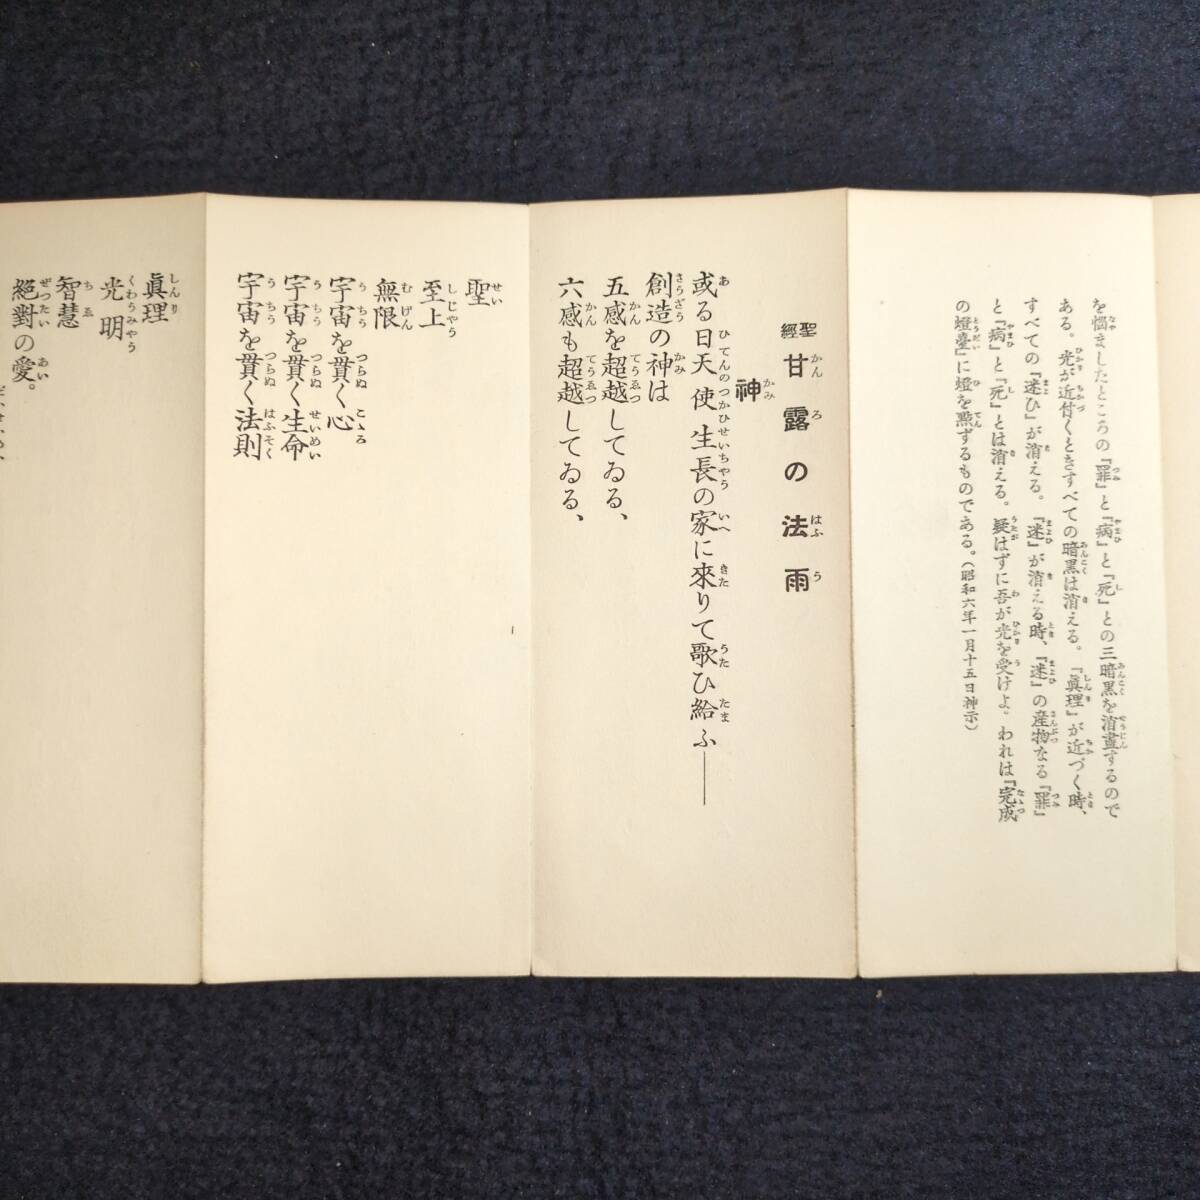 を惱ましたところの『罪』と『病』と『死』との三暗黒を消盡するので
ある。光が近付くときすべての暗黒は消える。『眞理』が近づく時、
すべての『迷ひ』が消える。『迷』が消える時、『迷』の産物なる『罪』
と『病』と『死』とは消える。疑はずに吾が光を受けよ。われは『完成
の燈臺』に燈を點ずるものである。(昭和六年一月十五日神示)
聖經 甘露の法雨
神
或る日天使生長の家に來りて歌ひ給ふ――
創造の神は
五感を超越してゐる、
六感も超越してゐる、
聖
至上
無限
宇宙を貫く心
宇宙を貫く生命
宇宙を貫く法則
眞理
光明
智慧
絕對の愛。